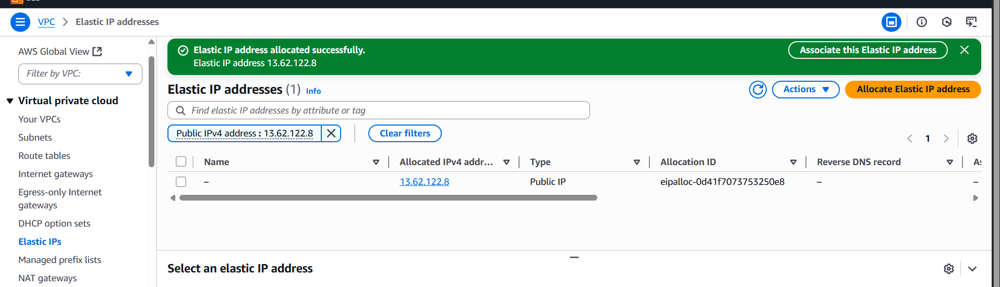 VPC > Elastic IP addresses
AWS Global View
Filter by VPC:
Virtual private cloud
Your VPCs
Subnets
Route tables
Internet gateways
Egress-only Internet
gateways
DHCP option sets
Elastic IPs
Managed prefix lists
NAT gateways
Elastic IP address allocated successfully.
Elastic IP address 13.62.122.8
Associate this Elastic IP address
Elastic IP addresses (1) Info
Actions
Allocate Elastic IP address
Find elastic IP addresses by attribute or tag
Public IPv4 address : 13.62.122.8
Clear filters
1
Name Allocated IPv4 addr... Type Allocation ID Reverse DNS record
– 13.62.122.8 Public IP eipalloc-0d41f7073753250e8 – –
Select an elastic IP address